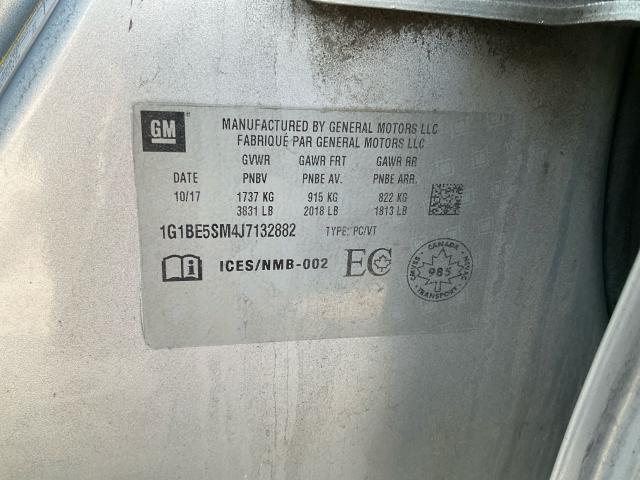 GM
MANUFACTURED BY GENERAL MOTORS LLC
FABRIQUÉ PAR GENERAL MOTORS LLC
GVWR GAWR FRT GAWR RR
DATE PNBV PNBE AV. PNBE ARR.
10/17 1737 KG 915 KG 822 KG
3831 LB 2018 LB 1813 LB
1G1BE5SM4J7132882 TYPE: PC/VT
ICES/NMB-002 EC
CANADA
CMVSS 985 NSVAC
TRANSPORT